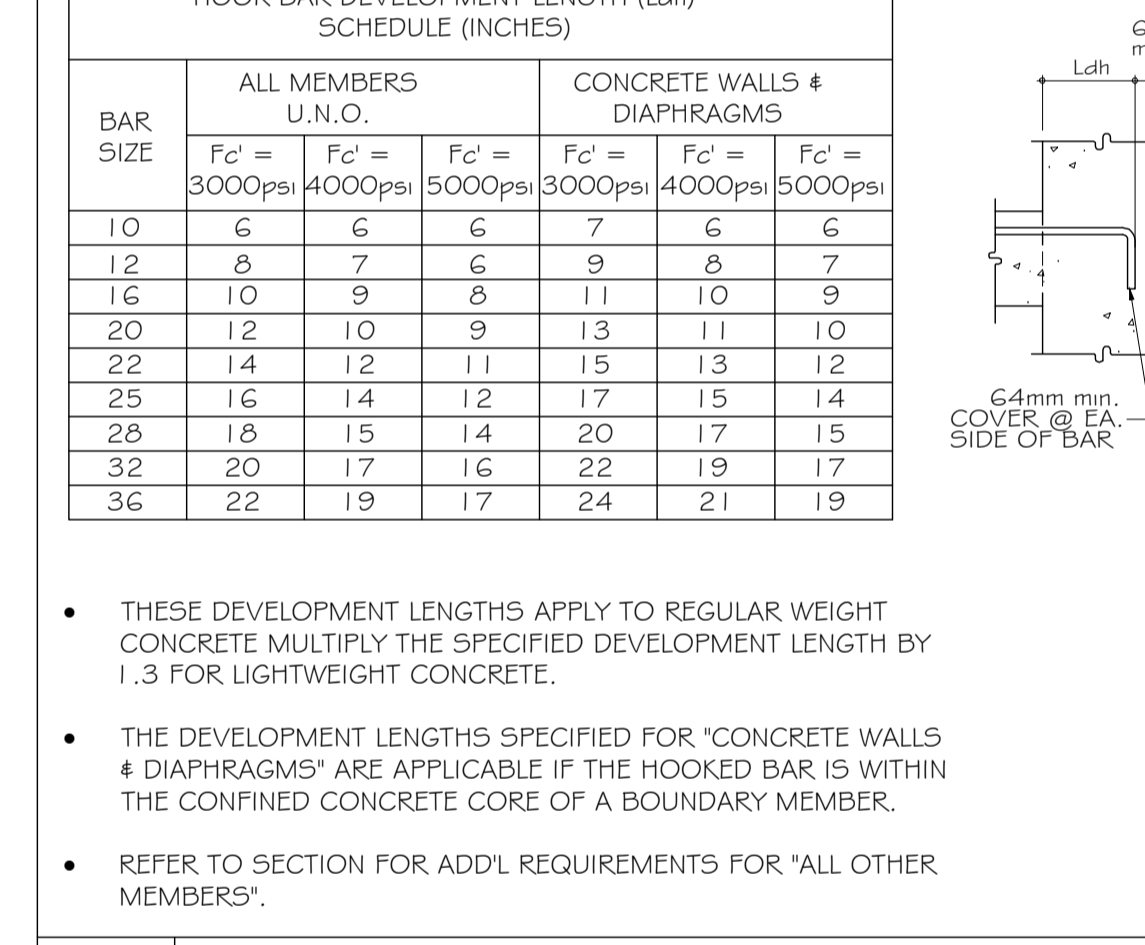 HOOK BAR DEVELOPMENT LENGTH (Ldh)
SCHEDULE (INCHES)
BAR SIZE
ALL MEMBERS U.N.O.
CONCRETE WALLS & DIAPHRAGMS
Fc' = 3000psi Fc' = 4000psi Fc' = 5000psi Fc' = 3000psi Fc' = 4000psi Fc' = 5000psi
10 6 6 6 7 6 6
12 8 7 6 9 8 7
16 10 9 8 11 10 9
20 12 10 9 13 11 10
22 14 12 11 15 13 12
25 16 14 12 17 15 14
28 18 15 14 20 17 15
32 20 17 16 22 19 17
36 22 19 17 24 21 19
Ldh
64mm min.
COVER @ EA.
SIDE OF BAR
• THESE DEVELOPMENT LENGTHS APPLY TO REGULAR WEIGHT
CONCRETE MULTIPLY THE SPECIFIED DEVELOPMENT LENGTH BY
1.3 FOR LIGHTWEIGHT CONCRETE.
• THE DEVELOPMENT LENGTHS SPECIFIED FOR "CONCRETE WALLS
& DIAPHRAGMS" ARE APPLICABLE IF THE HOOKED BAR IS WITHIN
THE CONFINED CONCRETE CORE OF A BOUNDARY MEMBER.
• REFER TO SECTION FOR ADD'L REQUIREMENTS FOR "ALL OTHER
MEMBERS".